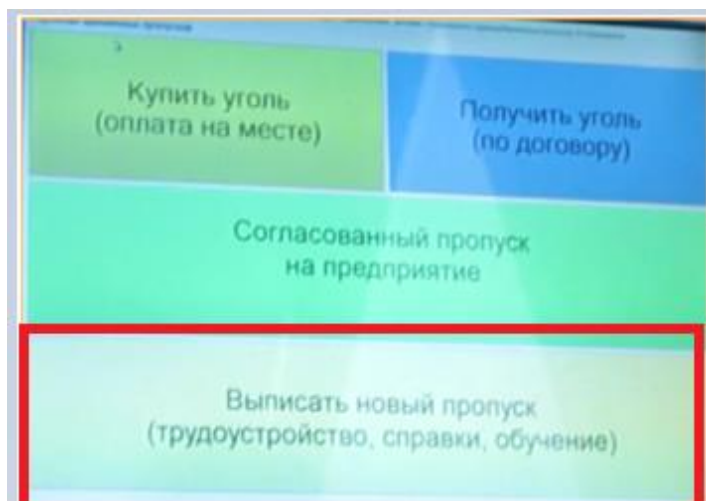 Купить уголь
(оплата на месте)
Получить уголь
(по договору)
Согласованный пропуск
на предприятие
Выписать новый пропуск
(трудоустройство, справки, обучение)